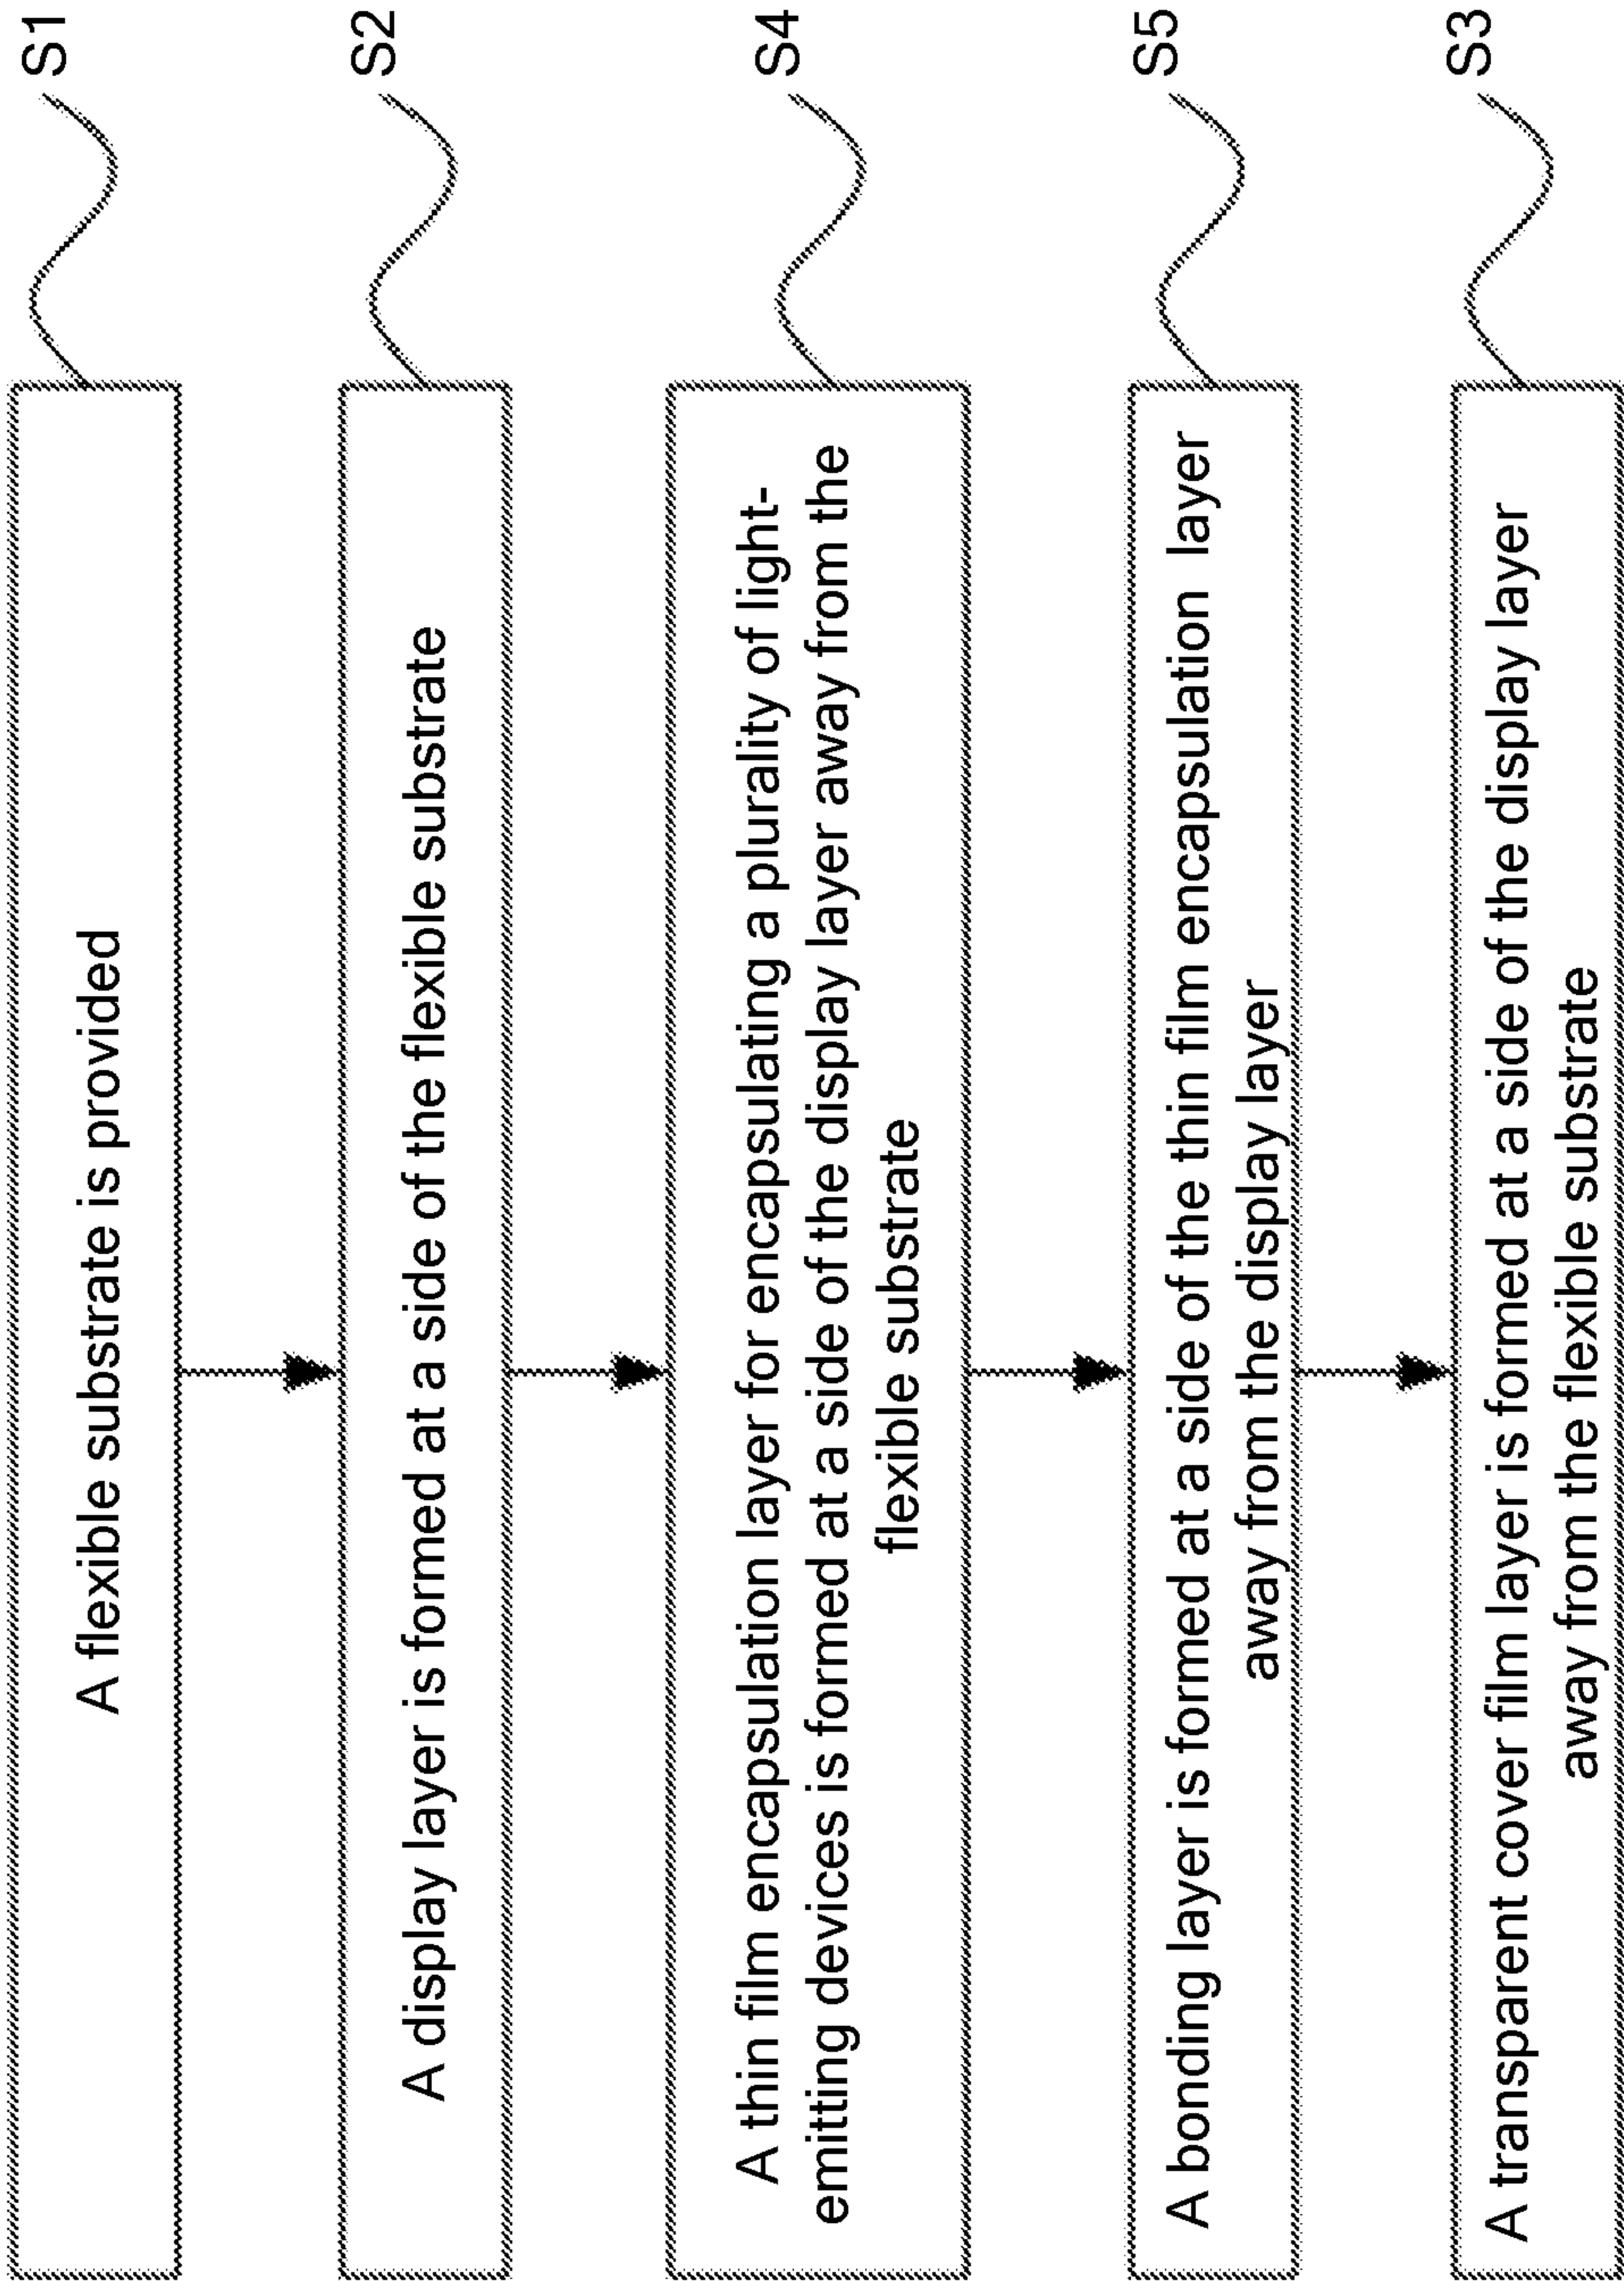 A flexible substrate is provided
S1
A display layer is formed at a side of the flexible substrate
S2
A thin film encapsulation layer for encapsulating a plurality of light-
emitting devices is formed at a side of the display layer away from the
flexible substrate
S4
A bonding layer is formed at a side of the thin film encapsulation layer
away from the display layer
S5
A transparent cover film layer is formed at a side of the display layer
away from the flexible substrate
S3